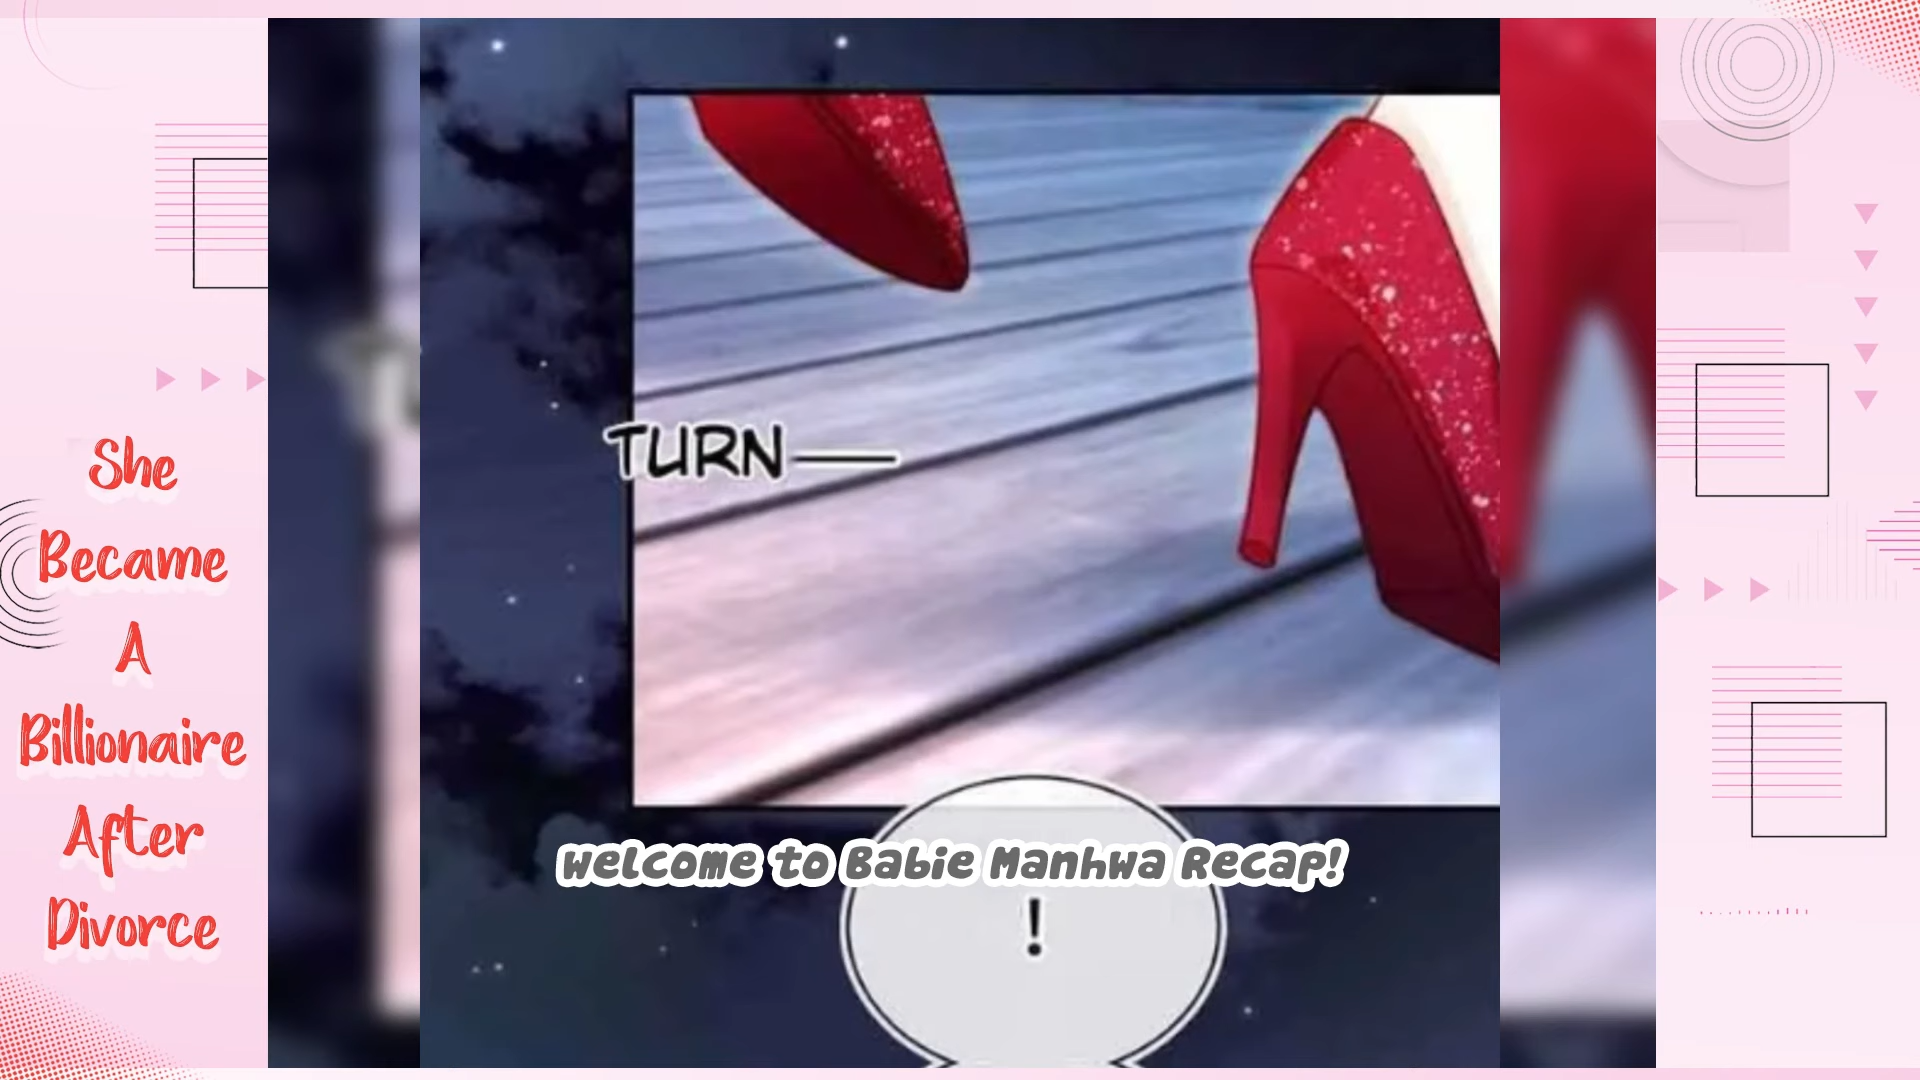 She
Became
A
Billionaire
After
Divorce
TURN—
welcome to Babie Manhwa Recap!
!